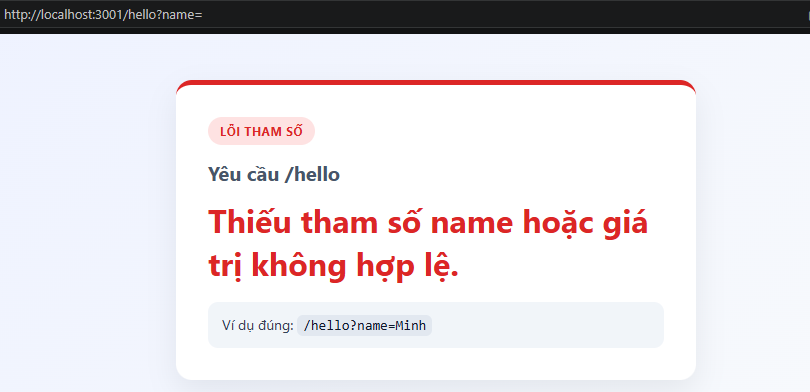 http://localhost:3001/hello?name=
LỖI THAM SỐ
Yêu cầu /hello
Thiếu tham số name hoặc giá
trị không hợp lệ.
Ví dụ đúng: /hello?name=Minh